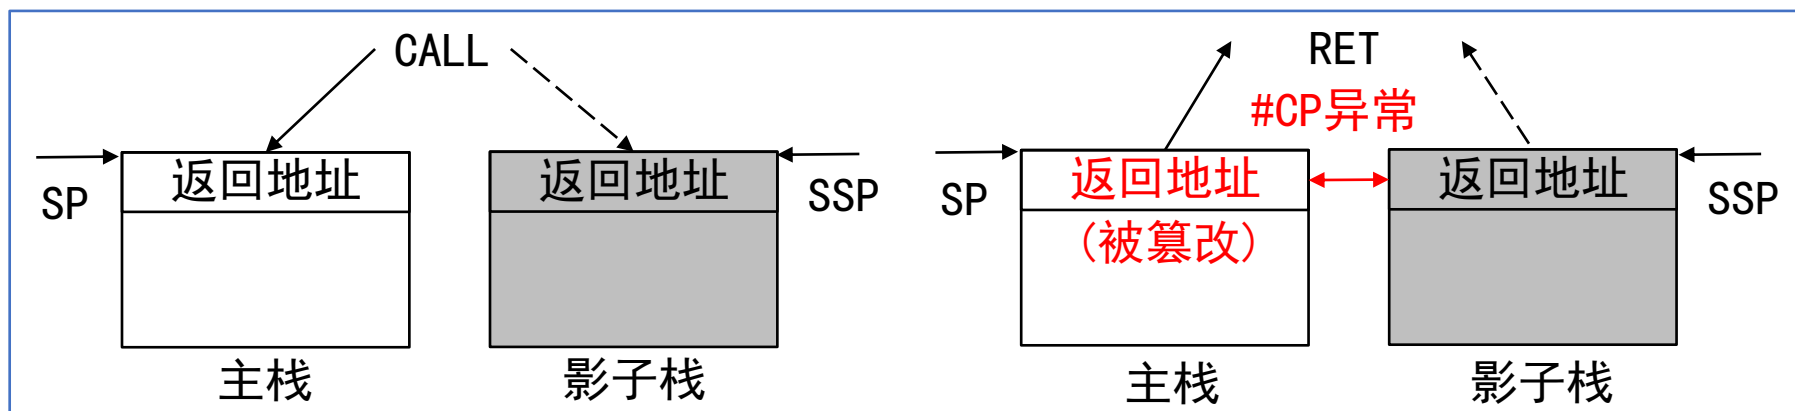 CALL
返回地址
SP
主栈
返回地址
SSP
影子栈
RET
#CP异常
返回地址
(被篡改)
SP
主栈
返回地址
SSP
影子栈